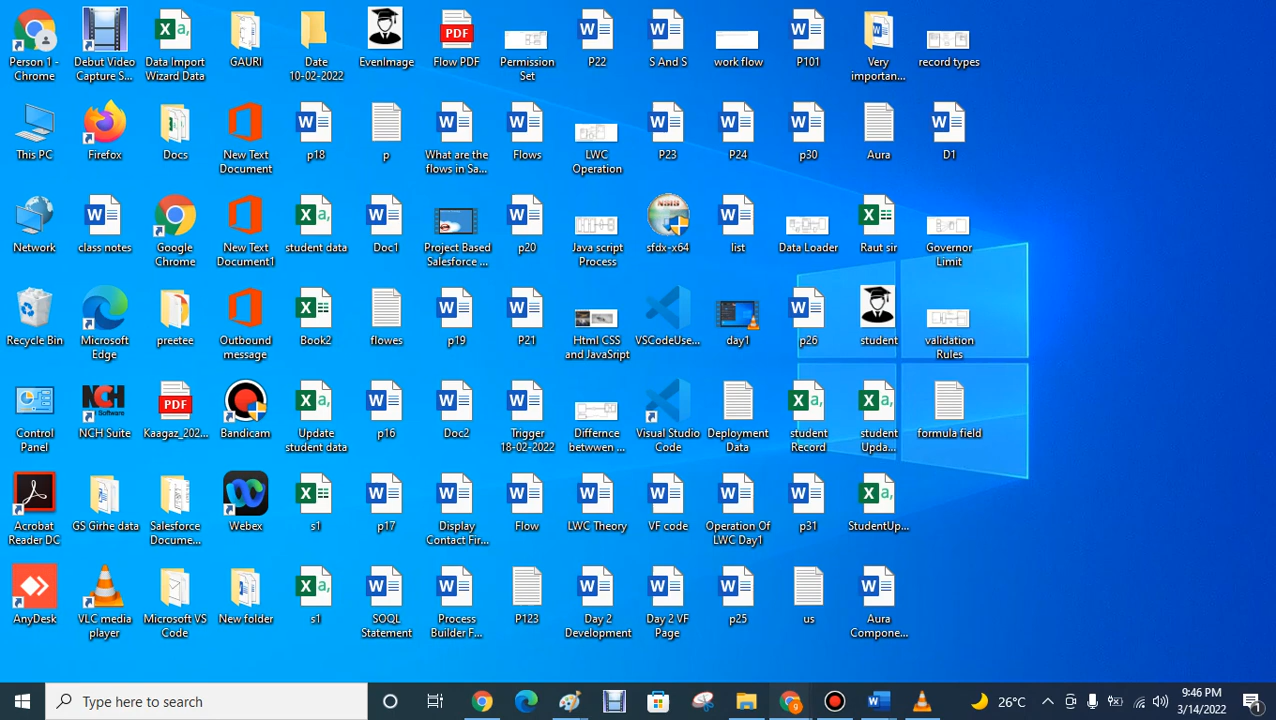 Person 1 -
Chrome
Debut Video
Capture S...
Data Import
Wizard Data
GAURI
Date
10-02-2022
EvenImage
PDF
Flow PDF
Permission
Set
P22
S And S
work flow
P101
Very
importan...
record types
This PC
Firefox
Docs
New Text
Document
p18
p
What are the
flows in Sa...
Flows
LWC
Operation
P23
P24
p30
Aura
D1
Network
class notes
Google
Chrome
New Text
Document1
student data
Doc1
Project Based
Salesforce ...
p20
Java script
Process
sfdx-x64
list
Data Loader
Raut sir
Governor
Limit
Recycle Bin
Microsoft
Edge
preetee
Outbound
message
Book2
flowes
p19
P21
Html CSS
and JavaSript
VSCodeUse...
day1
p26
student
validation
Rules
Control
Panel
NCH
Software
NCH Suite
PDF
Kaagaz_202...
Bandicam
Update
student data
p16
Doc2
Trigger
18-02-2022
Differnce
betwwen ...
Visual Studio
Code
Deployment
Data
student
Record
student
Upda...
formula field
Acrobat
Reader DC
GS Girhe data
Salesforce
Docume...
Webex
s1
p17
Display
Contact Fir...
Flow
LWC Theory
VF code
Operation Of
LWC Day1
p31
StudentUp...
AnyDesk
VLC media
player
Microsoft VS
Code
New folder
s1
SOQL
Statement
Process
Builder F...
P123
Day 2
Development
Day 2 VF
Page
p25
us
Aura
Compone...
Type here to search
26°C
9:46 PM
3/14/2022